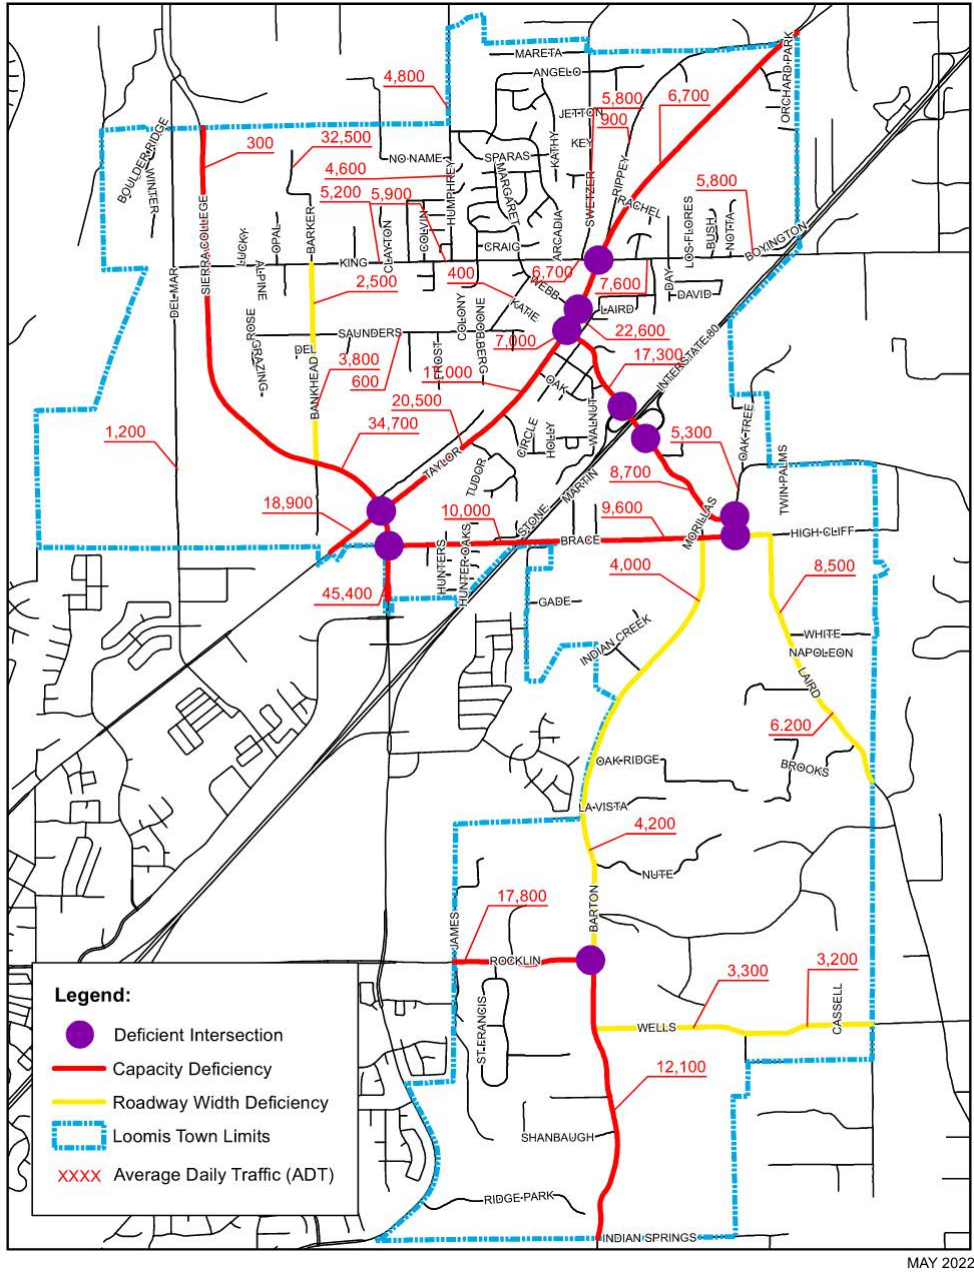 MARETA
ORCHARD PARK
ANGELO
4,800
5,800
6,700
JETTON
900
BOULDER RIDGE
WINTER
300
32,500
KEY
KATHY
NO NAME
SPARAS
4,600
HUMPHREY
MARGARET
SWETZER
RIPPEY
5,800
5,200
5,900
RACHEL
SIERRA COLLEGE
LUCKY
OPAL
BARKER
CLAYTON
COLVIN
CRAIG
ARCADIA
LOS FLORES
BUSH
NOTTA
BOYINGTON
DEL MAR
ALPINE
KING
400
6,700
WEBB
7,600
DAY
DAVID
2,500
KATIE
LAIRD
ROSE
SAUNDERS
COLONY
BONE
22,600
GRAZING
DEL
3,800
600
FROST
OLBERG
7,000
17,300
INTERSTATE 80
BANKHEAD
OAK
20,500
34,700
WALNUT
CIRCLE
HOLLY
OAK TREE
1,200
5,300
TAYLOR
TUDOR
MARTIN
8,700
TWIN PALMS
18,900
10,000
STONE
9,600
MORILLAS
HUNTERS
HUNTER OAKS
BRACE
HIGH CLIFF
45,400
4,000
8,500
GADE
INDIAN CREEK
WHITE
NAPOLEON
LAIRD
6.200
OAK RIDGE
BROOKS
LA VISTA
4,200
NUTE
17,800
BARTON
JAMES
ROCKLIN
3,300
3,200
CASSELL
ST FRANCIS
WELLS
12,100
SHANBAUGH
RIDGE PARK
INDIAN SPRINGS
Legend:
Deficient Intersection
Capacity Deficiency
Roadway Width Deficiency
Loomis Town Limits
XXXX Average Daily Traffic (ADT)
MAY 2022